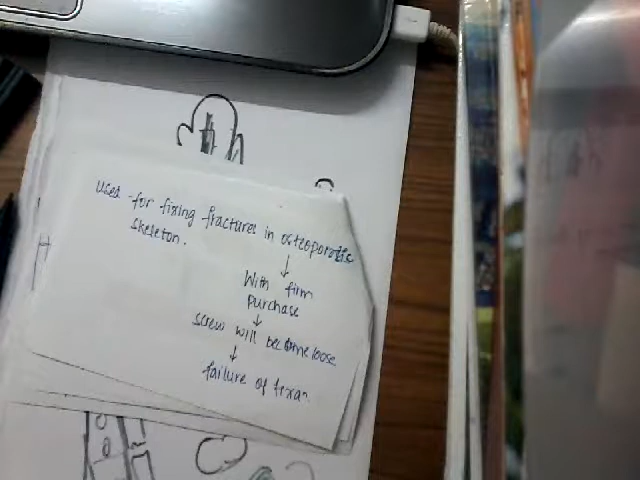 Used for fixing fractures in osteoporotic
skeleton.
↓
With firm
purchase
↓
screw will become loose
↓
failure of fixan